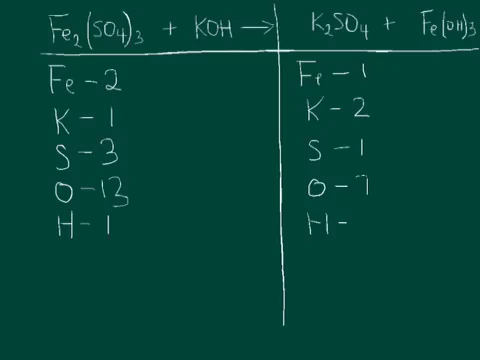 Fe₂(SO₄)₃ + KOH → K₂SO₄ + Fe(OH)₃
Fe - 2 Fe - 1
K - 1 K - 2
S - 3 S - 1
O - 13 O - 7
H - 1 H -